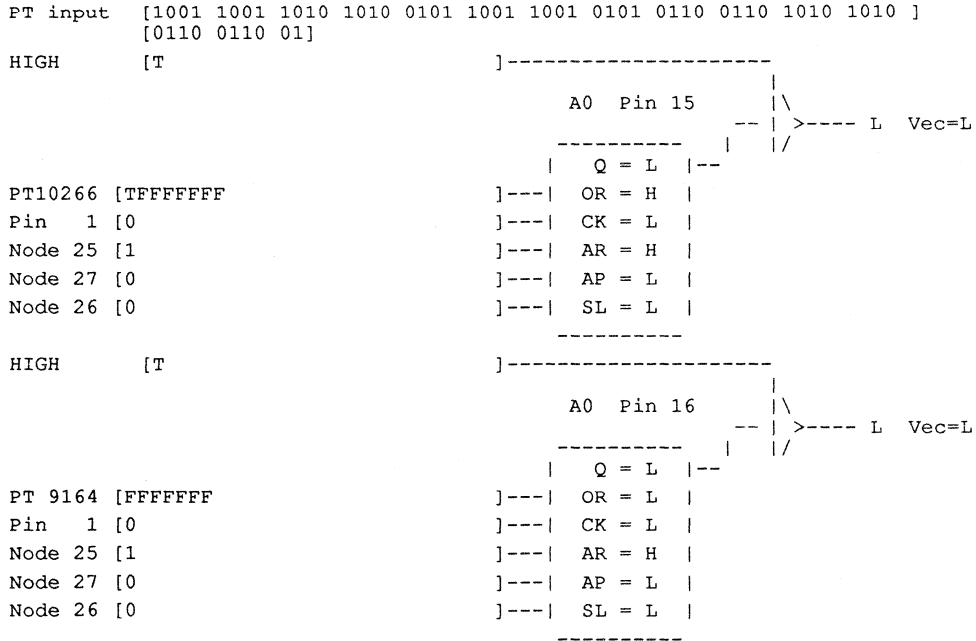 PT input   [1001 1001 1010 1010 0101 1001 1001 0101 0110 0110 1010 1010 ]
           [0110 0110 01]
HIGH       [T                           ]---------------------
                                                              |
                                              A0  Pin 15      |\
                                                           -- | >---- L  Vec=L
                                             ----------   |   |/
                                            |   Q = L  |--
PT10266 [TFFFFFFF                       ]---|  OR = H  |
Pin   1 [0                              ]---|  CK = L  |
Node 25 [1                              ]---|  AR = H  |
Node 27 [0                              ]---|  AP = L  |
Node 26 [0                              ]---|  SL = L  |
                                             ----------
HIGH       [T                           ]---------------------
                                                              |
                                              A0  Pin 16      |\
                                                           -- | >---- L  Vec=L
                                             ----------   |   |/
                                            |   Q = L  |--
PT 9164 [FFFFFFF                        ]---|  OR = L  |
Pin   1 [0                              ]---|  CK = L  |
Node 25 [1                              ]---|  AR = H  |
Node 27 [0                              ]---|  AP = L  |
Node 26 [0                              ]---|  SL = L  |
                                             ----------